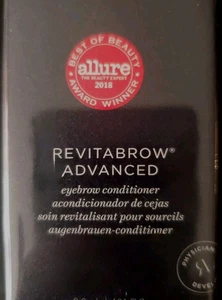 BEST OF BEAUTY
allure
THE BEAUTY EXPERT
2018
AWARD WINNER
REVITABROW®
ADVANCED
eyebrow conditioner
acondicionador de cejas
soin revitalisant pour sourcils
augenbrauen-conditioner
PHYSICIAN
DEVE